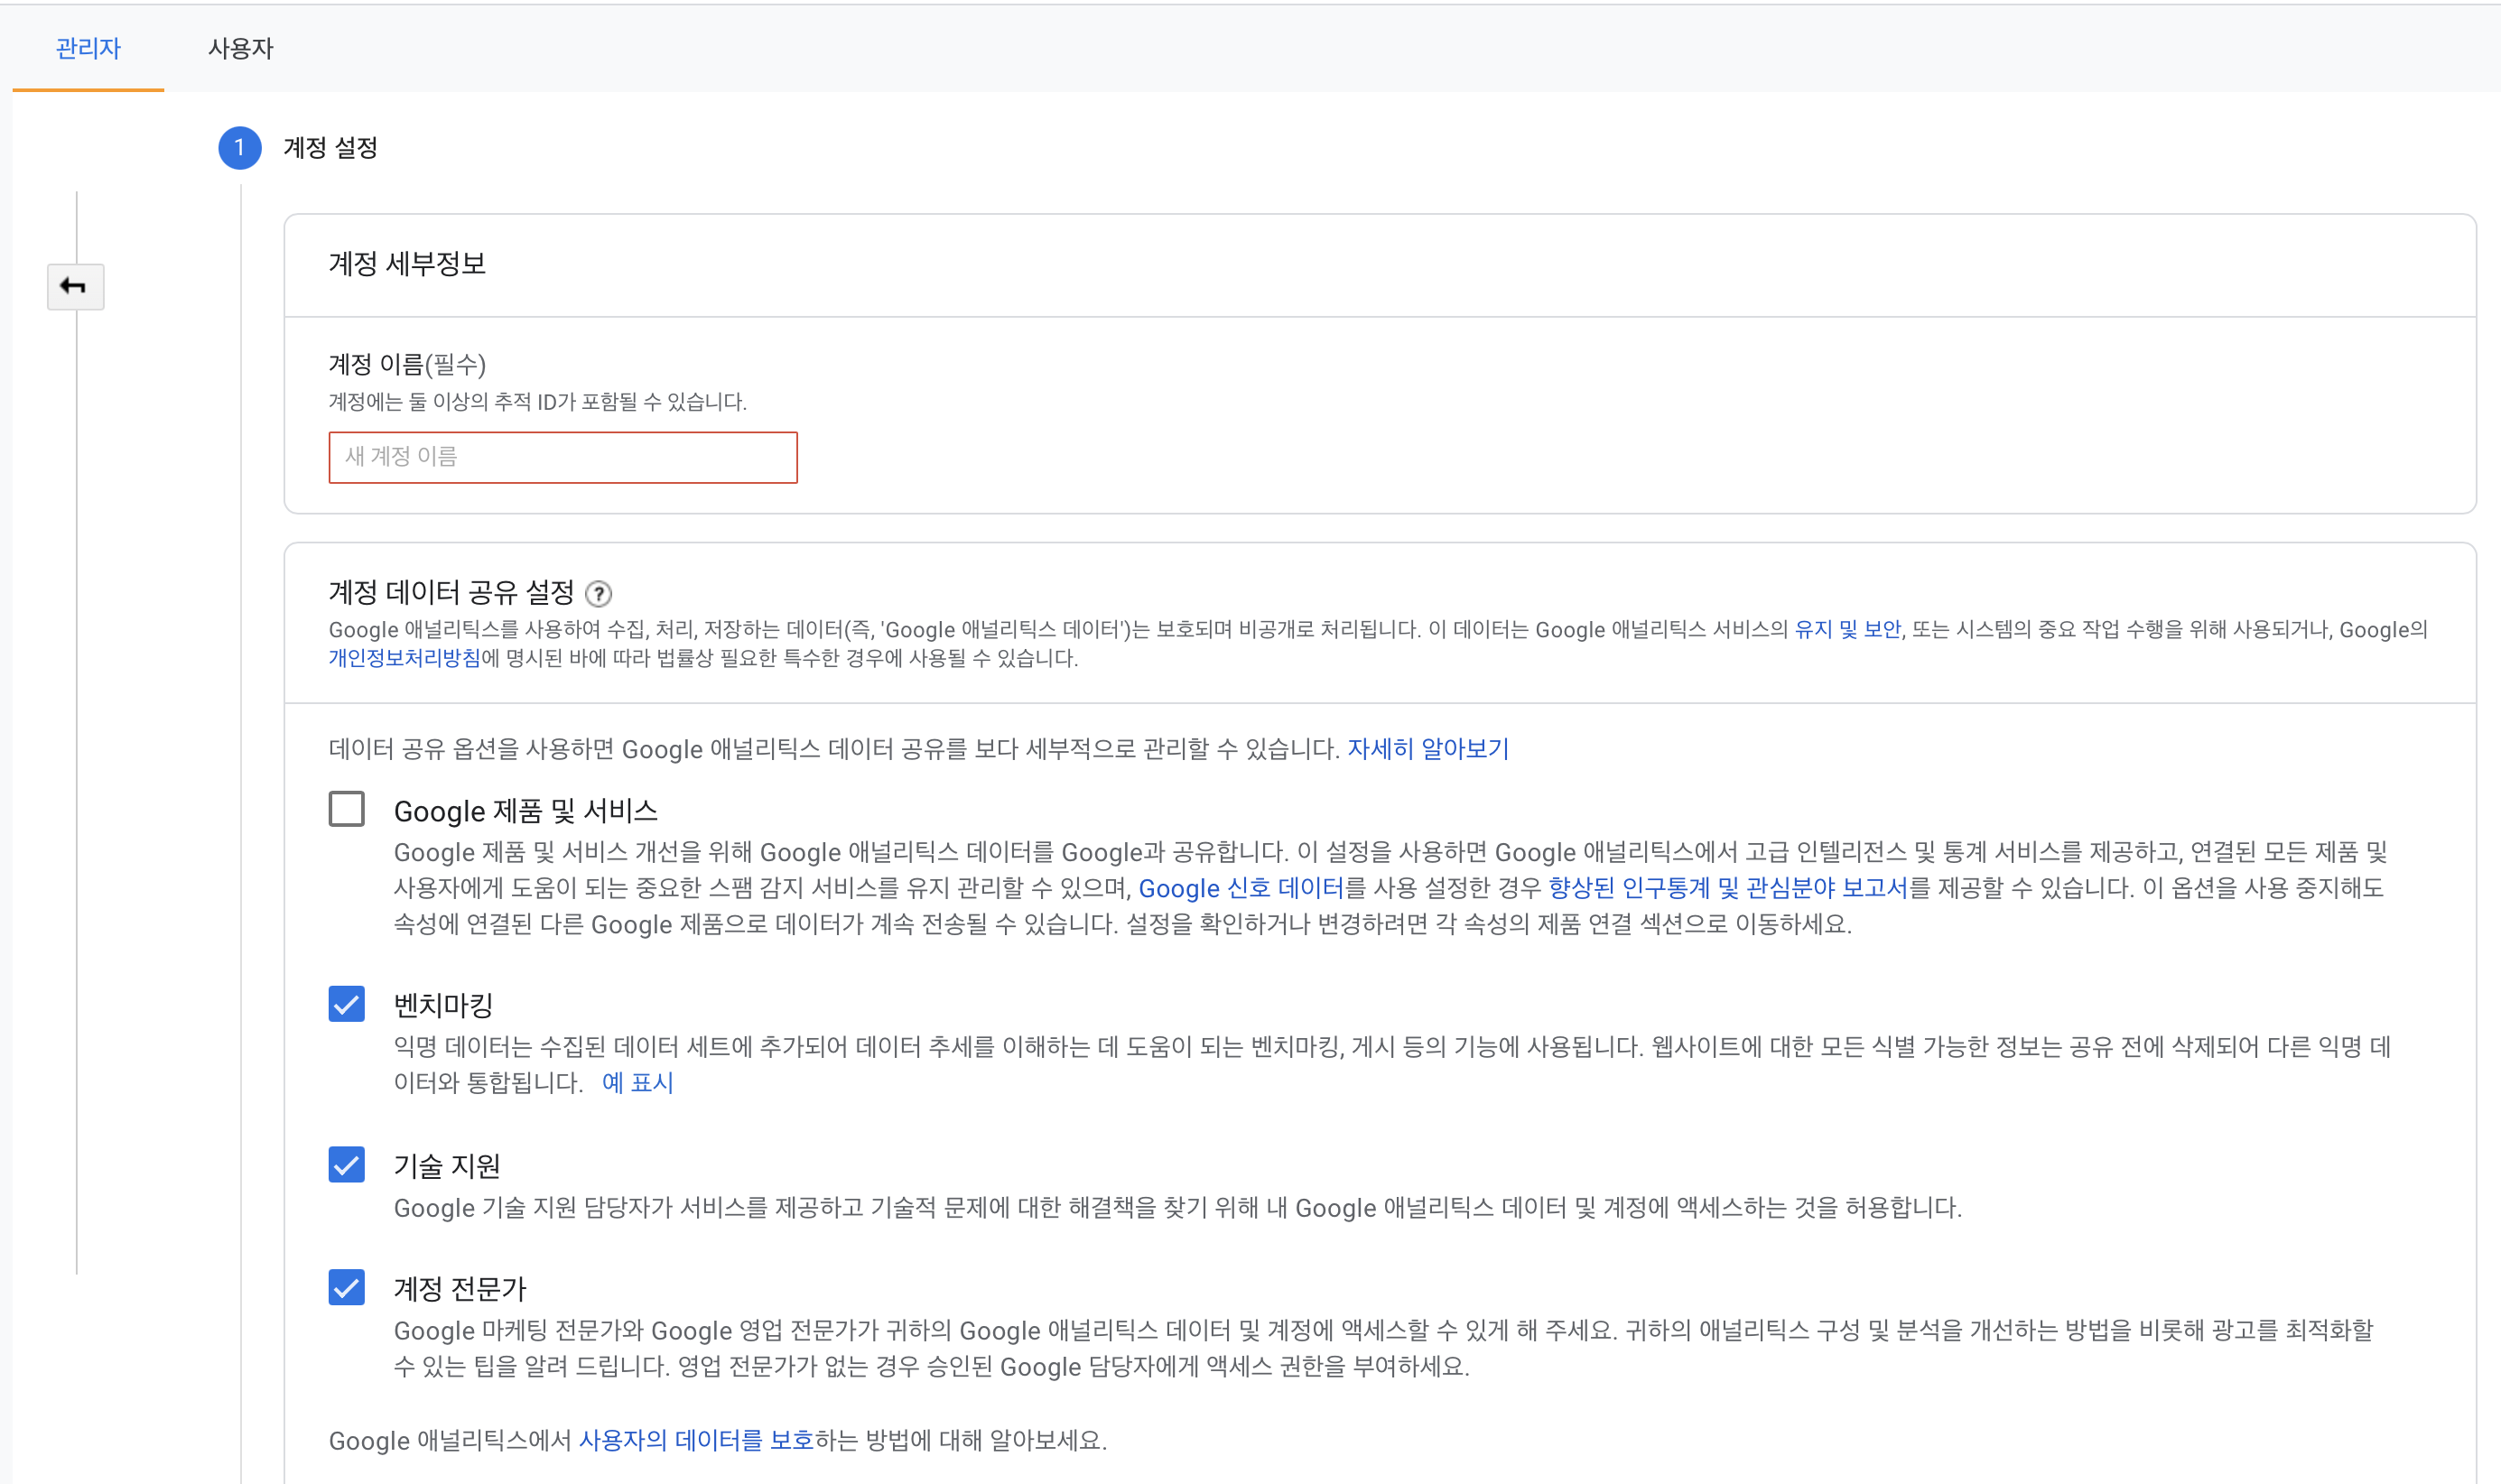 관리자
사용자
1
계정 설정
계정 세부정보
계정 이름(필수)
계정에는 둘 이상의 추적 ID가 포함될 수 있습니다.
새 계정 이름
계정 데이터 공유 설정 ?
Google 애널리틱스를 사용하여 수집, 처리, 저장하는 데이터(즉, 'Google 애널리틱스 데이터')는 보호되며 비공개로 처리됩니다. 이 데이터는 Google 애널리틱스 서비스의 유지 및 보안, 또는 시스템의 중요 작업 수행을 위해 사용되거나, Google의
개인정보처리방침에 명시된 바에 따라 법률상 필요한 특수한 경우에 사용될 수 있습니다.
데이터 공유 옵션을 사용하면 Google 애널리틱스 데이터 공유를 보다 세부적으로 관리할 수 있습니다. 자세히 알아보기
Google 제품 및 서비스
Google 제품 및 서비스 개선을 위해 Google 애널리틱스 데이터를 Google과 공유합니다. 이 설정을 사용하면 Google 애널리틱스에서 고급 인텔리전스 및 통계 서비스를 제공하고, 연결된 모든 제품 및
사용자에게 도움이 되는 중요한 스팸 감지 서비스를 유지 관리할 수 있으며, Google 신호 데이터를 사용 설정한 경우 향상된 인구통계 및 관심분야 보고서를 제공할 수 있습니다. 이 옵션을 사용 중지해도
속성에 연결된 다른 Google 제품으로 데이터가 계속 전송될 수 있습니다. 설정을 확인하거나 변경하려면 각 속성의 제품 연결 섹션으로 이동하세요.
벤치마킹
익명 데이터는 수집된 데이터 세트에 추가되어 데이터 추세를 이해하는 데 도움이 되는 벤치마킹, 게시 등의 기능에 사용됩니다. 웹사이트에 대한 모든 식별 가능한 정보는 공유 전에 삭제되어 다른 익명 데
이터와 통합됩니다. 예 표시
기술 지원
Google 기술 지원 담당자가 서비스를 제공하고 기술적 문제에 대한 해결책을 찾기 위해 내 Google 애널리틱스 데이터 및 계정에 액세스하는 것을 허용합니다.
계정 전문가
Google 마케팅 전문가와 Google 영업 전문가가 귀하의 Google 애널리틱스 데이터 및 계정에 액세스할 수 있게 해 주세요. 귀하의 애널리틱스 구성 및 분석을 개선하는 방법을 비롯해 광고를 최적화할
수 있는 팁을 알려 드립니다. 영업 전문가가 없는 경우 승인된 Google 담당자에게 액세스 권한을 부여하세요.
Google 애널리틱스에서 사용자의 데이터를 보호하는 방법에 대해 알아보세요.